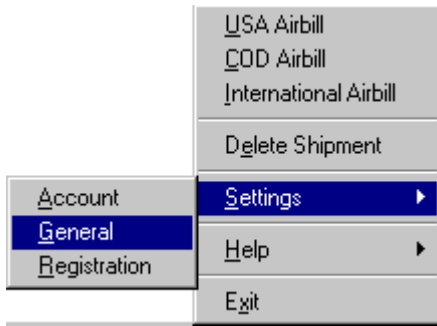 USA Airbill
COD Airbill
International Airbill
Delete Shipment
Settings
Account
General
Registration
Help
Exit